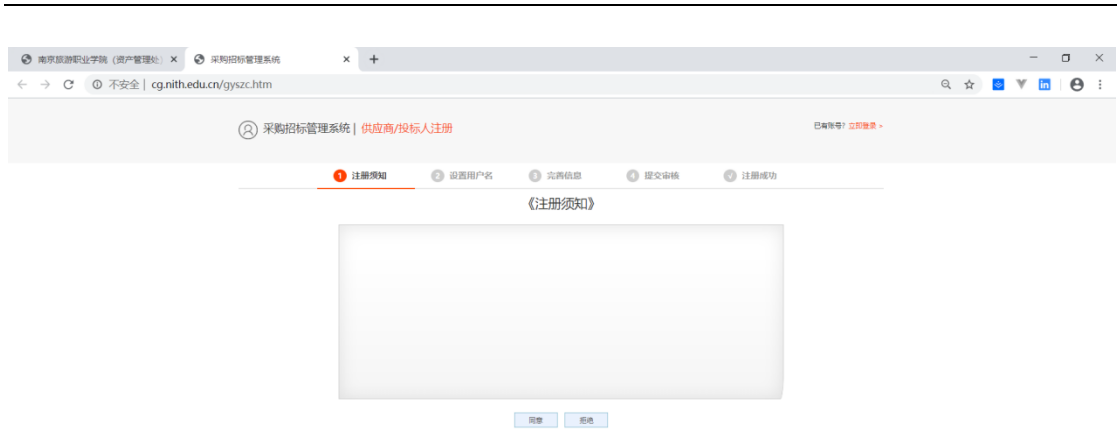 南京旅游职业学院（资产管理处）
采购招标管理系统
不安全 | cg.nith.edu.cn/gyszc.htm
采购招标管理系统 | 供应商/投标人注册
已有账号？立即登录 >
1 注册须知 2 设置用户名 3 完善信息 4 提交审核 注册成功
《注册须知》
同意 拒绝